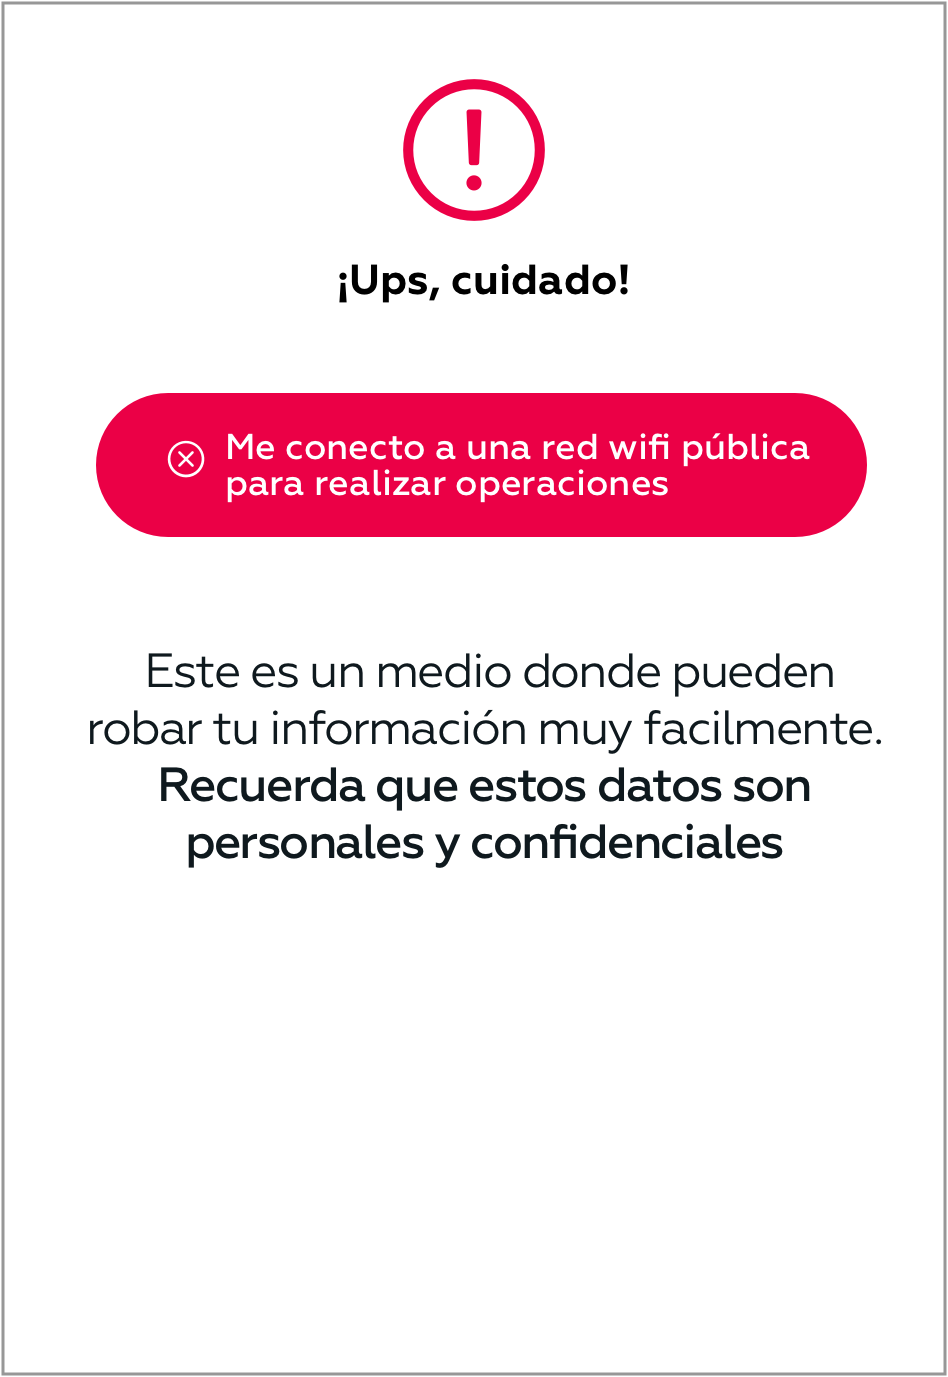 ¡Ups, cuidado!
Me conecto a una red wifi pública
para realizar operaciones
Este es un medio donde pueden
robar tu información muy facilmente.
Recuerda que estos datos son
personales y confidenciales